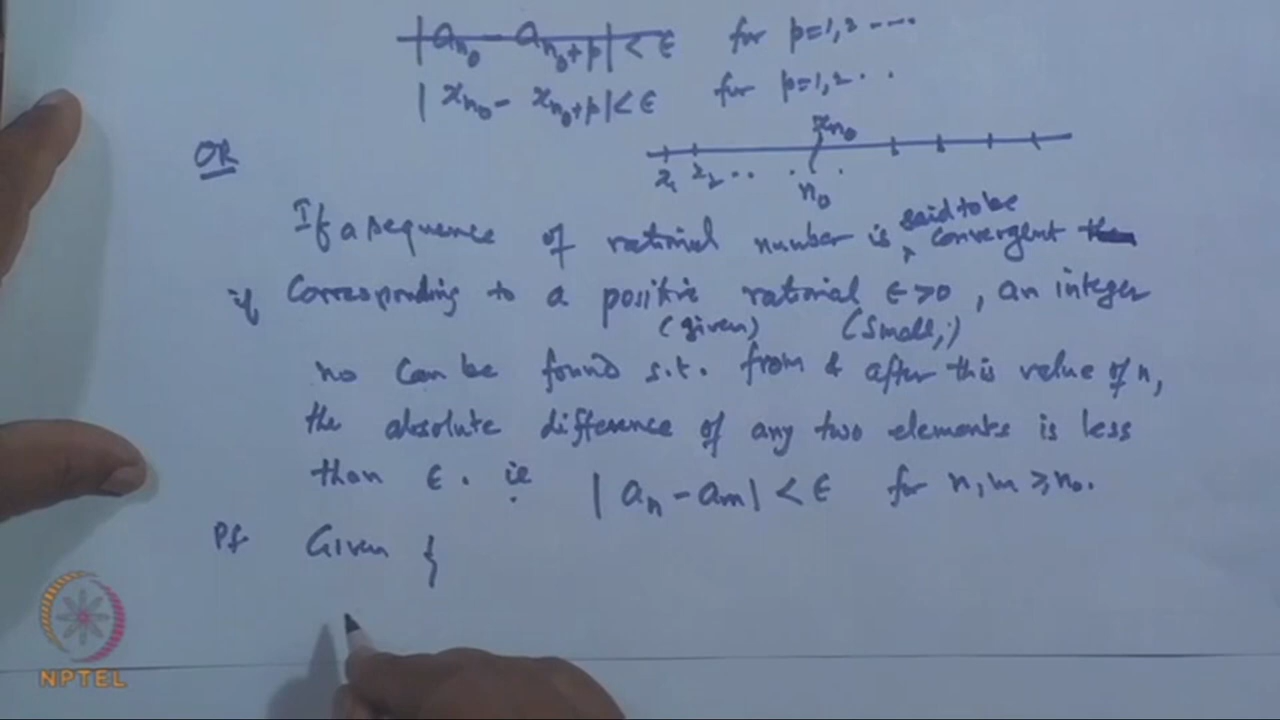 |a_{n_0} - a_{n_0+p}| < ε for p=1,2 ----
|x_{n_0} - x_{n_0+p}| < ε for p=1,2 ..
x_{n_0}
OR
x_1 x_2 .. . .
n_0
said to be
If a sequence of rational number is ‸ convergent
if Corresponding to a positive rational ε>0, an integer
(given) (small,)
n_0 can be found s.t. from & after this value of n,
the absolute difference of any two elements is less
than ε. ie |a_n - a_m| < ε for n,m ≥ n_0.
Pf. Given {
NPTEL